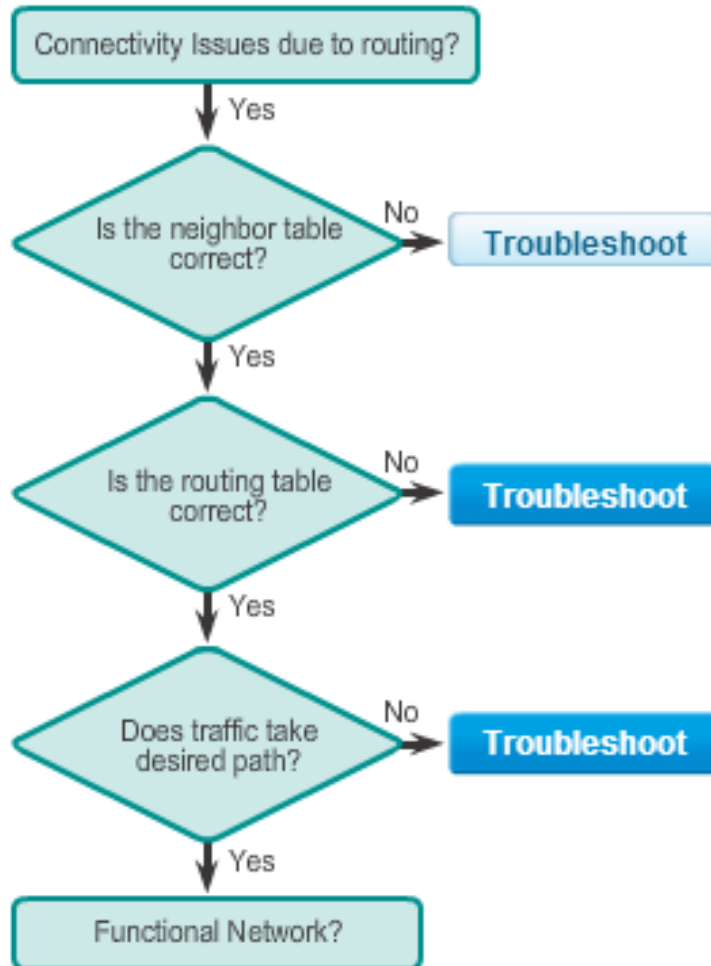 Connectivity Issues due to routing?
Yes
Is the neighbor table
correct?
No
Troubleshoot
Yes
Is the routing table
correct?
No
Troubleshoot
Yes
Does traffic take
desired path?
No
Troubleshoot
Yes
Functional Network?